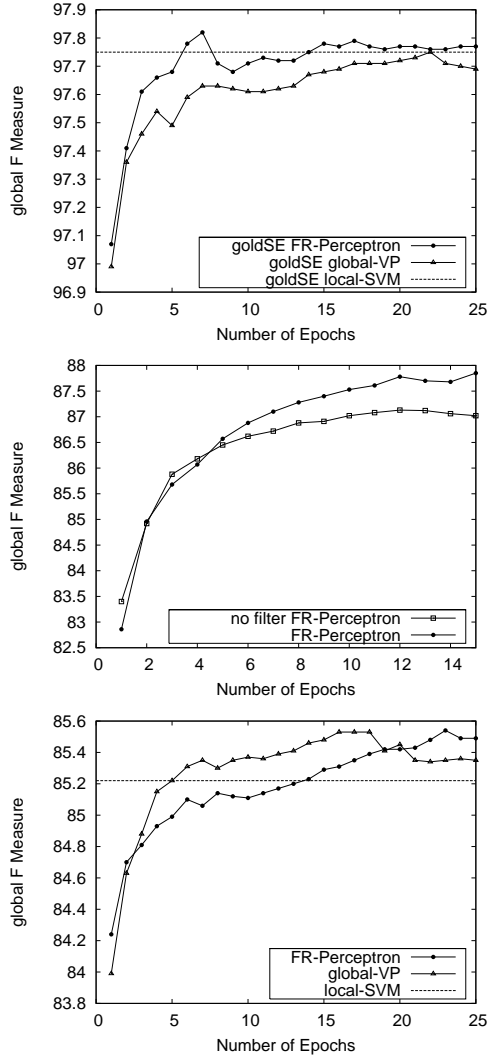 97.9
97.8
97.7
97.6
97.5
97.4
97.3
97.2
97.1
97
96.9
global F Measure
goldSE FR-Perceptron
goldSE global-VP
goldSE local-SVM
0 5 10 15 20 25
Number of Epochs
88
87.5
87
86.5
86
85.5
85
84.5
84
83.5
83
82.5
global F Measure
no filter FR-Perceptron
FR-Perceptron
0 2 4 6 8 10 12 14
Number of Epochs
85.6
85.4
85.2
85
84.8
84.6
84.4
84.2
84
83.8
global F Measure
FR-Perceptron
global-VP
local-SVM
0 5 10 15 20 25
Number of Epochs